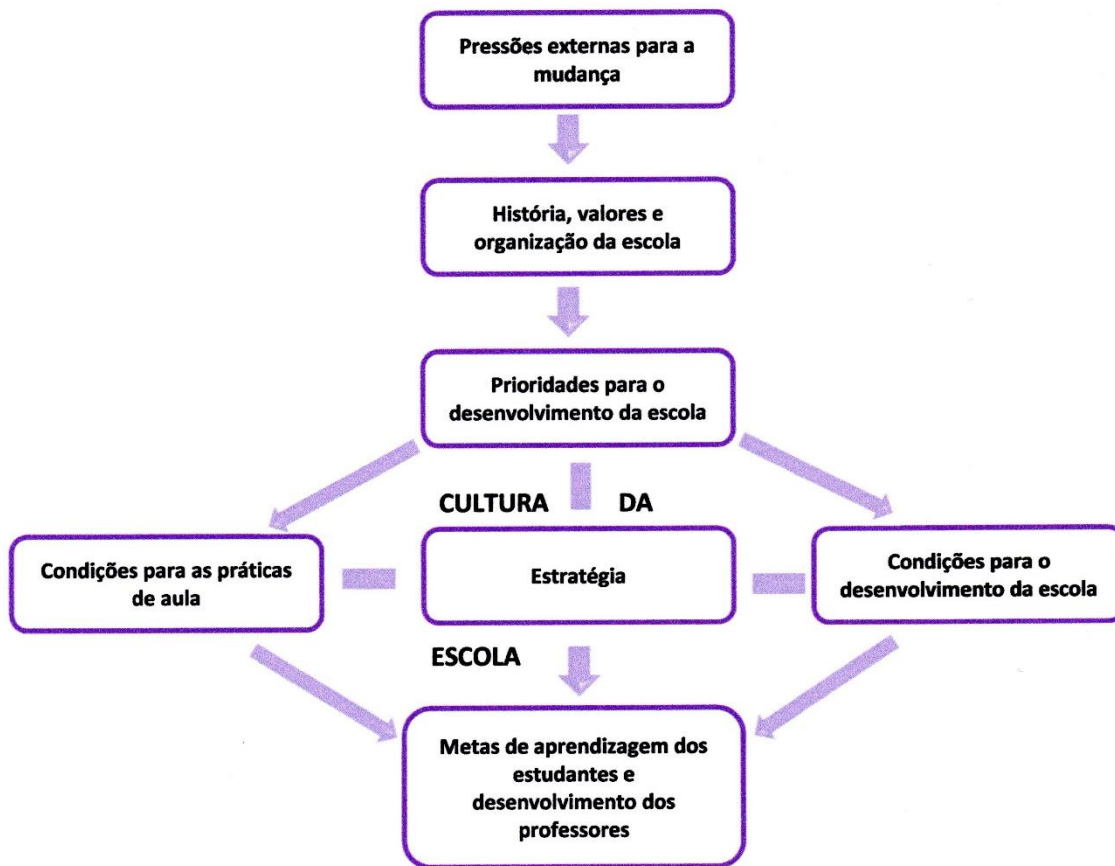 Pressões externas para a
mudança
História, valores e
organização da escola
Prioridades para o
desenvolvimento da escola
CULTURA DA
Condições para as práticas
de aula
Estratégia
Condições para o
desenvolvimento da escola
ESCOLA
Metas de aprendizagem dos
estudantes e
desenvolvimento dos
professores